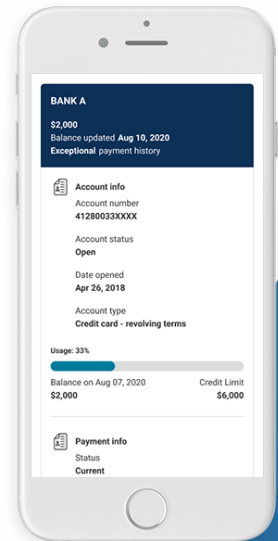 BANK A
$2,000
Balance updated Aug 10, 2020
Exceptional payment history
Account info
Account number
41280033XXXX
Account status
Open
Date opened
Apr 26, 2018
Account type
Credit card - revolving terms
Usage: 33%
Balance on Aug 07, 2020 Credit Limit
$2,000 $6,000
Payment info
Status
Current